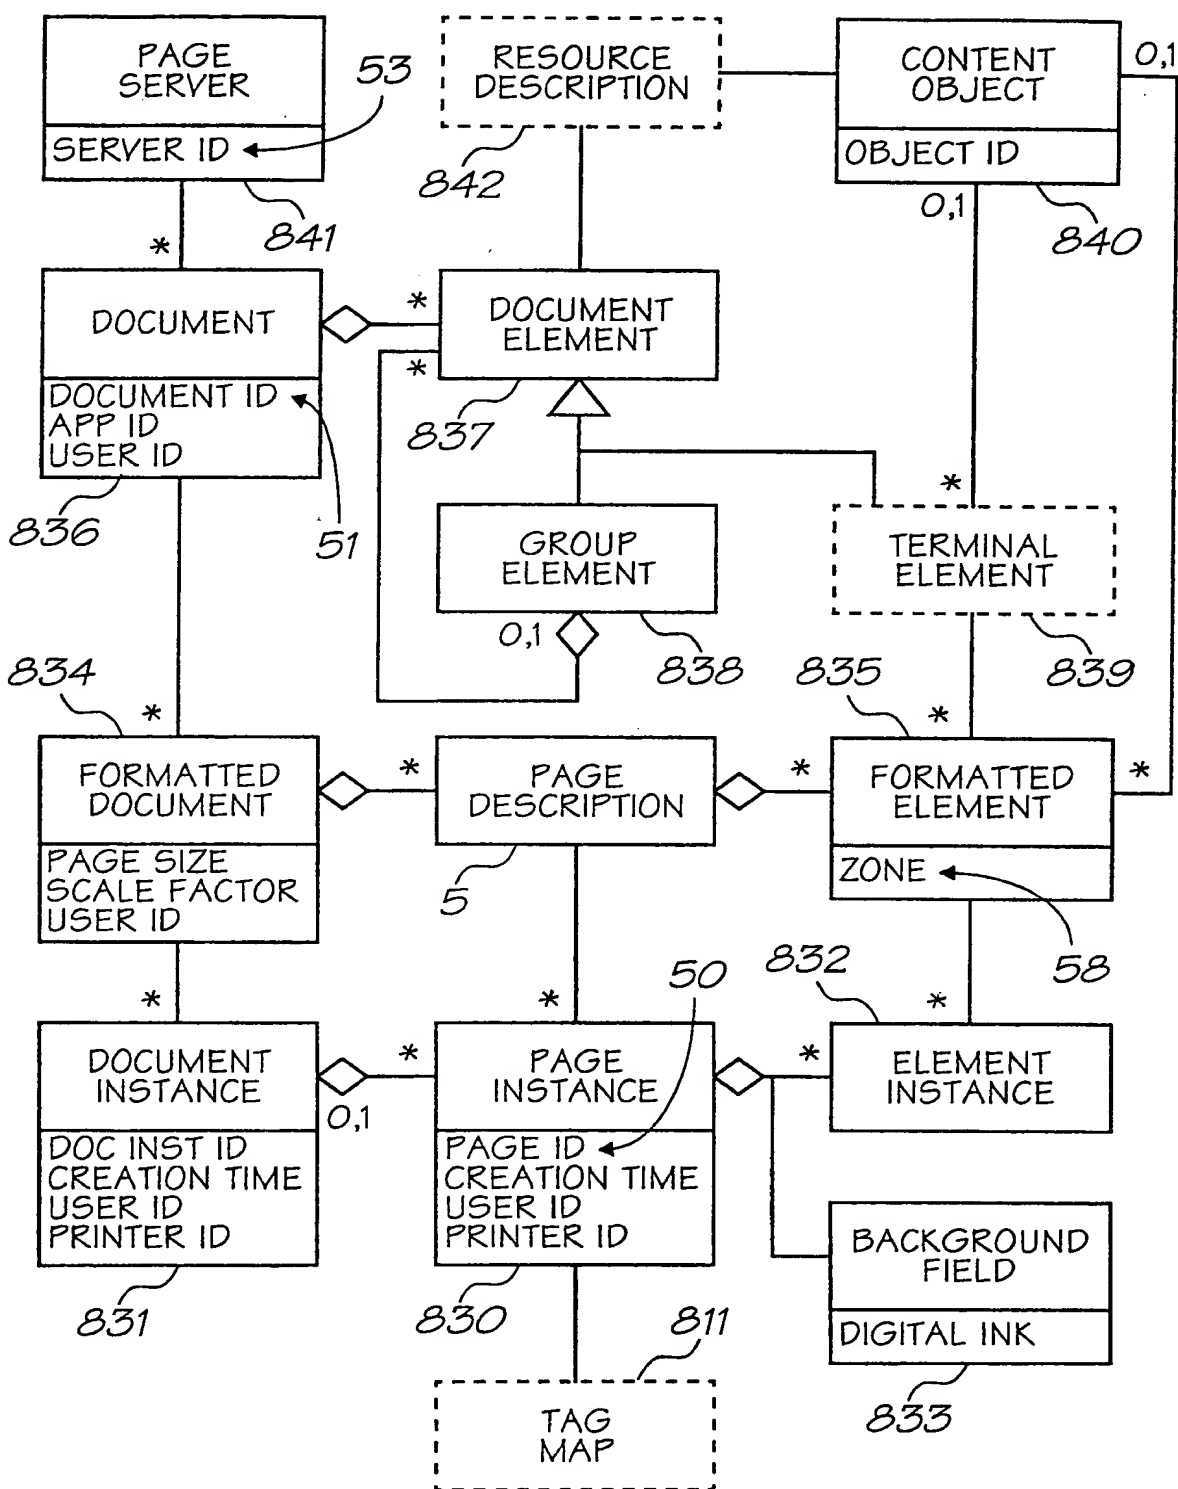 PAGE
SERVER
SERVER ID
53
841
RESOURCE
DESCRIPTION
842
CONTENT
OBJECT
OBJECT ID
0,1
0,1
840
*
DOCUMENT
DOCUMENT ID
APP ID
USER ID
836
51
*
*
DOCUMENT
ELEMENT
837
GROUP
ELEMENT
0,1
838
*
TERMINAL
ELEMENT
839
834
*
FORMATTED
DOCUMENT
PAGE SIZE
SCALE FACTOR
USER ID
*
PAGE
DESCRIPTION
5
835
*
*
*
FORMATTED
ELEMENT
ZONE
58
*
DOCUMENT
INSTANCE
0,1
DOC INST ID
CREATION TIME
USER ID
PRINTER ID
831
*
*
50
PAGE
INSTANCE
PAGE ID
CREATION TIME
USER ID
PRINTER ID
830
832
*
*
ELEMENT
INSTANCE
BACKGROUND
FIELD
DIGITAL INK
833
811
TAG
MAP